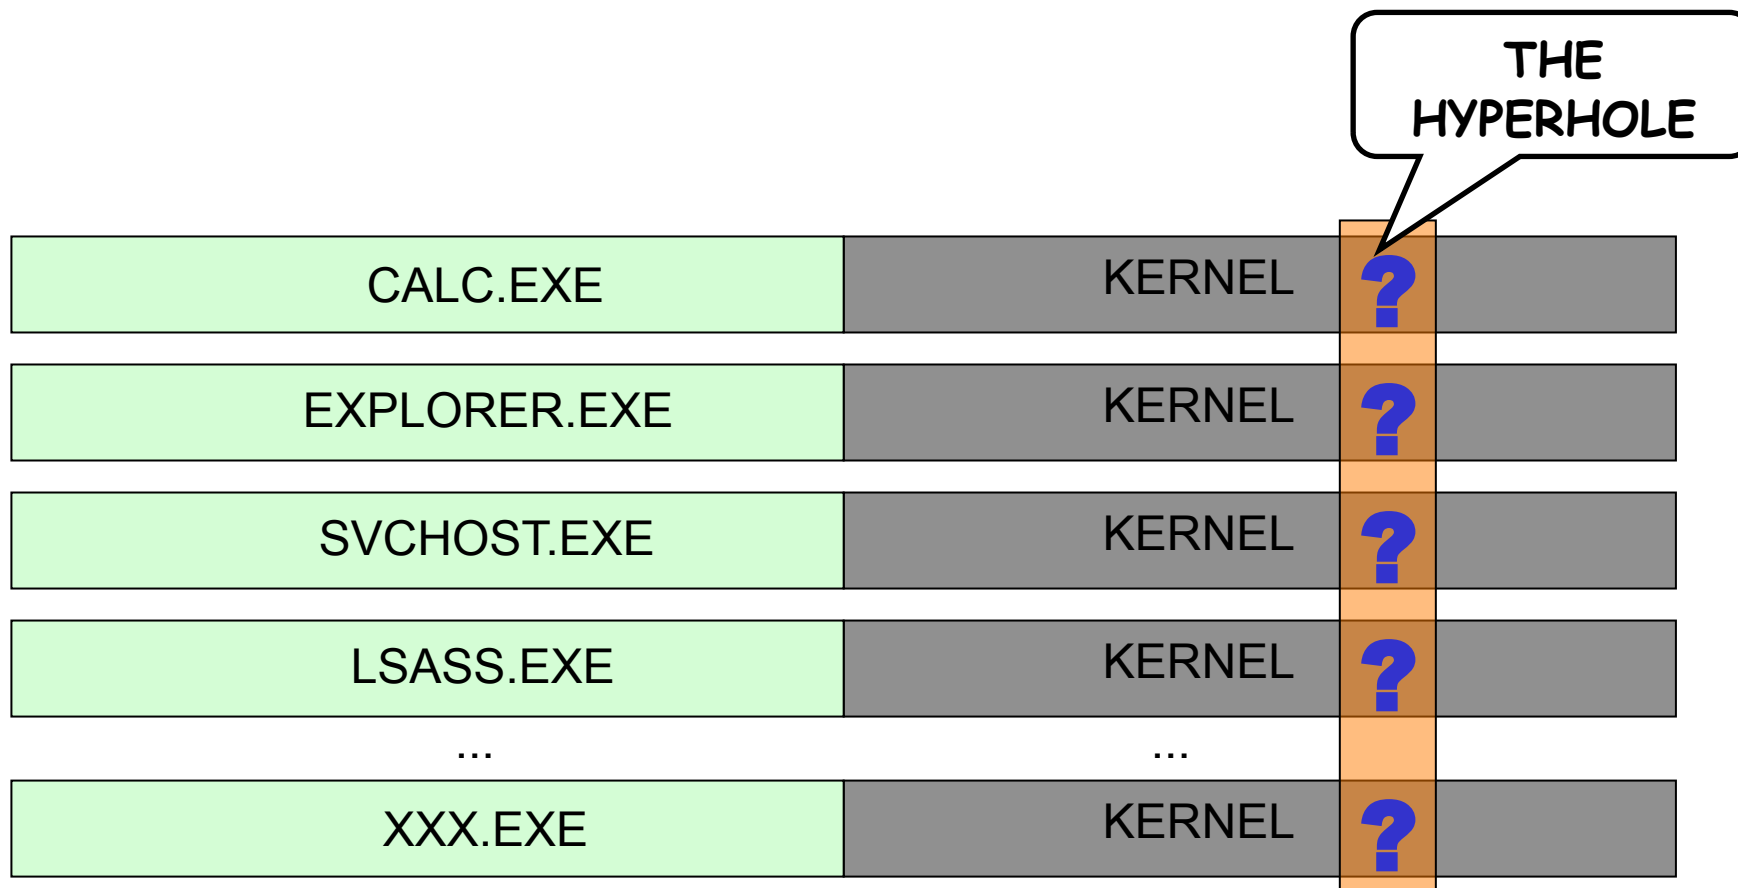 THE
HYPERHOLE
CALC.EXE KERNEL ?
EXPLORER.EXE KERNEL ?
SVCHOST.EXE KERNEL ?
LSASS.EXE KERNEL ?
... ...
XXX.EXE KERNEL ?